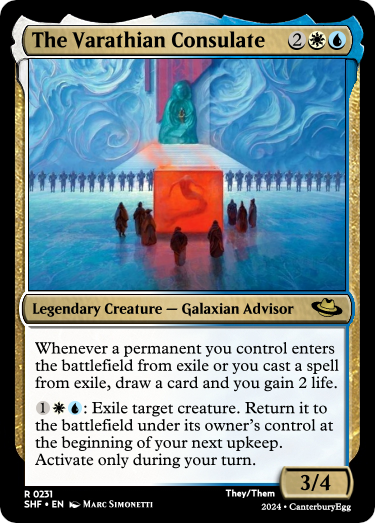 The Varathian Consulate 2
Legendary Creature — Galaxian Advisor
Whenever a permanent you control enters
the battlefield from exile or you cast a spell
from exile, draw a card and you gain 2 life.
1 : Exile target creature. Return it to
the battlefield under its owner's control at
the beginning of your next upkeep.
Activate only during your turn.
3/4
R 0231
SHF • EN Marc Simonetti
They/Them
2024 • CanterburyEgg